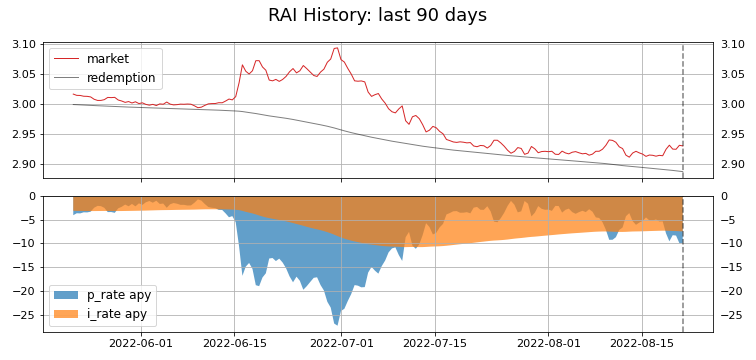 RAI History: last 90 days
3.10 3.10
3.05 3.05
3.00 3.00
2.95 2.95
2.90 2.90
market
redemption
0 0
−5 −5
−10 −10
−15 −15
−20 −20
−25 −25
p_rate apy
i_rate apy
2022-06-01 2022-06-15 2022-07-01 2022-07-15 2022-08-01 2022-08-15